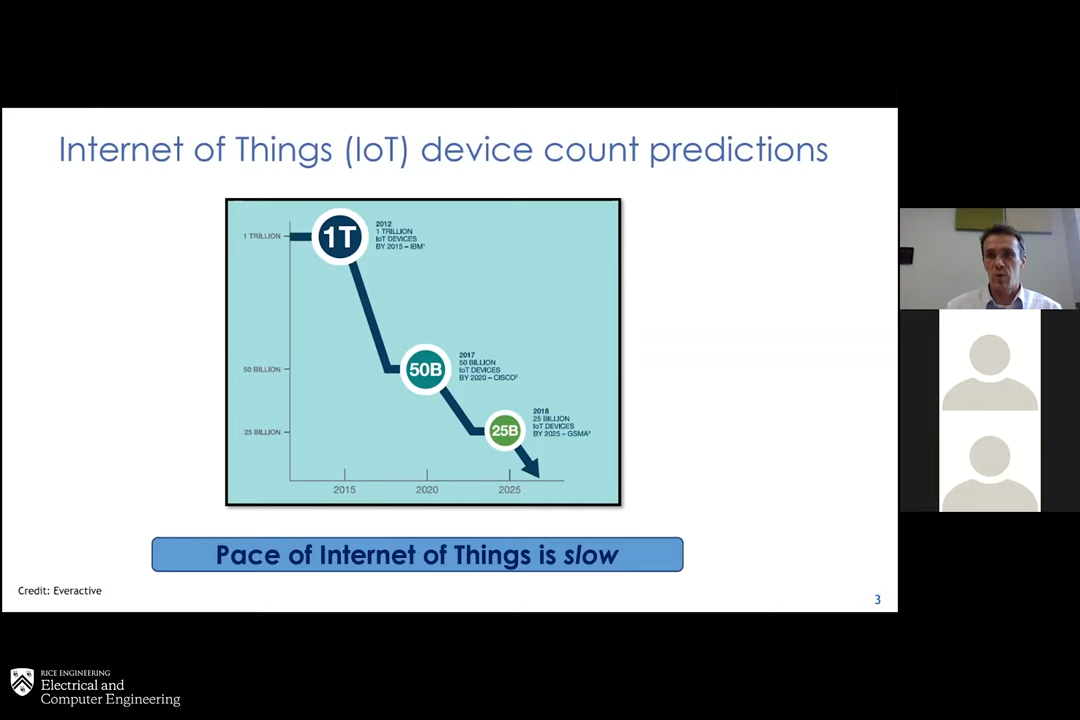 Internet of Things (IoT) device count predictions
1 TRILLION
1T
2012
1 TRILLION
IoT DEVICES
BY 2015 – IBM¹
50 BILLION
50B
2017
50 BILLION
IoT DEVICES
BY 2020 – CISCO²
25 BILLION
25B
2018
25 BILLION
IoT DEVICES
BY 2025 – GSMA³
2015 2020 2025
Pace of Internet of Things is slow
Credit: Everactive
3
RICE ENGINEERING
Electrical and
Computer Engineering